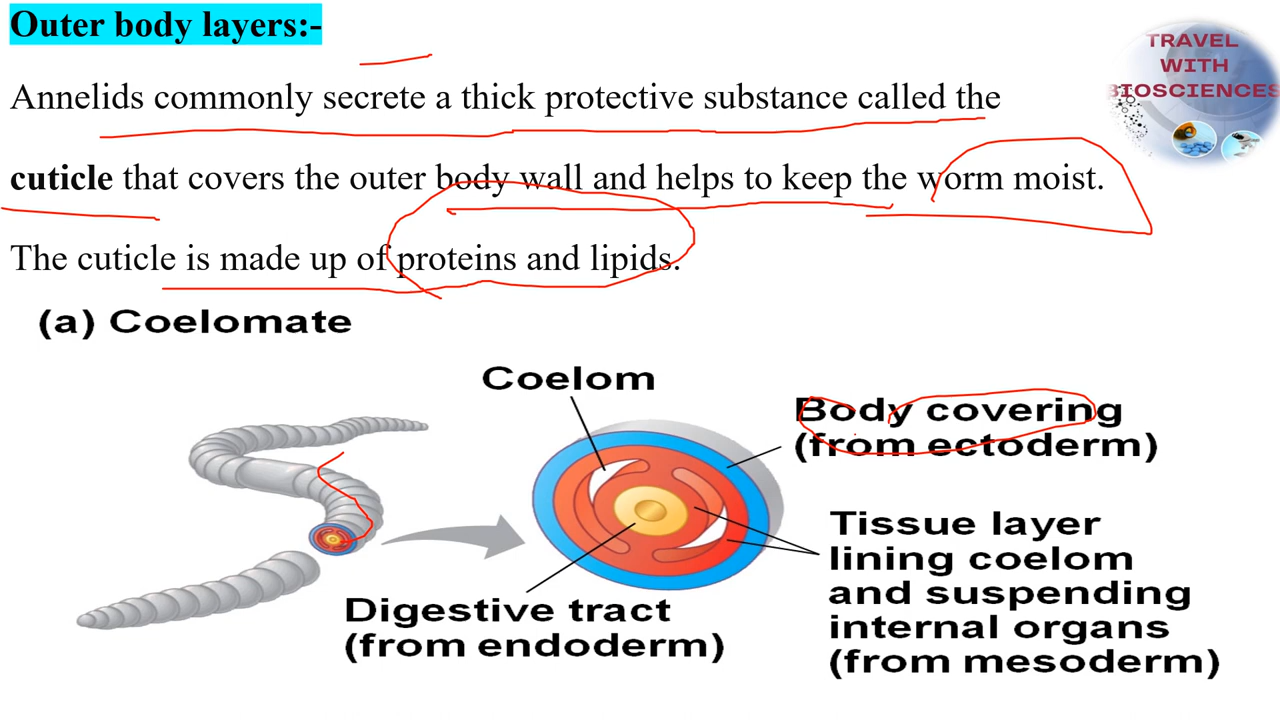 Outer body layers:-
Annelids commonly secrete a thick protective substance called the
cuticle that covers the outer body wall and helps to keep the worm moist.
The cuticle is made up of proteins and lipids.
TRAVEL
WITH
BIOSCIENCES
(a) Coelomate
Coelom
Body covering
(from ectoderm)
Tissue layer
lining coelom
and suspending
internal organs
(from mesoderm)
Digestive tract
(from endoderm)